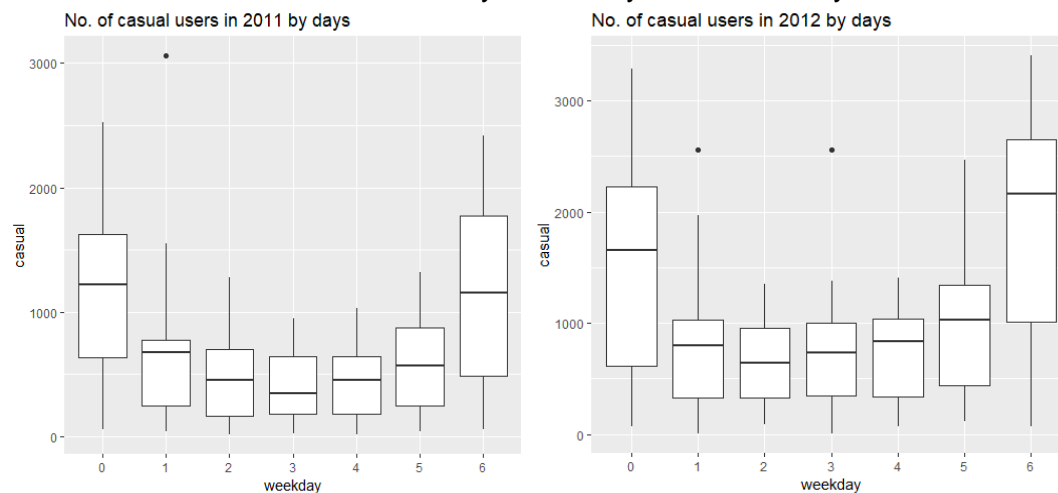 No. of casual users in 2011 by days
3000
2000
1000
0
casual
0 1 2 3 4 5 6
weekday
No. of casual users in 2012 by days
3000
2000
1000
0
casual
0 1 2 3 4 5 6
weekday